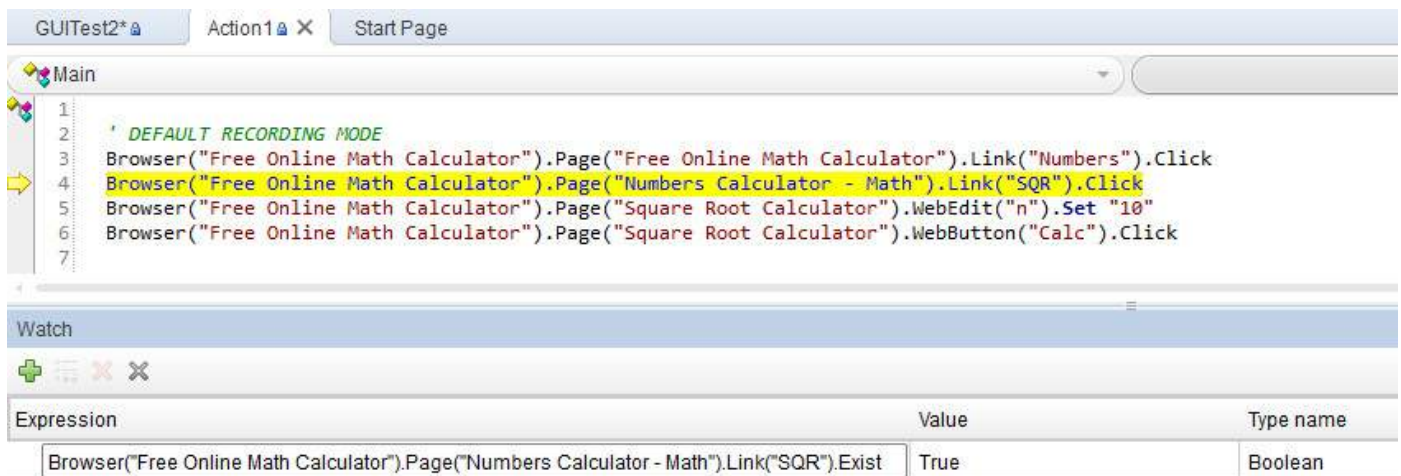 GUITest2* Action1 X Start Page
Main
1
2 ' DEFAULT RECORDING MODE
3 Browser("Free Online Math Calculator").Page("Free Online Math Calculator").Link("Numbers").Click
4 Browser("Free Online Math Calculator").Page("Numbers Calculator - Math").Link("SQR").Click
5 Browser("Free Online Math Calculator").Page("Square Root Calculator").WebEdit("n").Set "10"
6 Browser("Free Online Math Calculator").Page("Square Root Calculator").WebButton("Calc").Click
7
Watch
Expression Value Type name
Browser("Free Online Math Calculator").Page("Numbers Calculator - Math").Link("SQR").Exist True Boolean